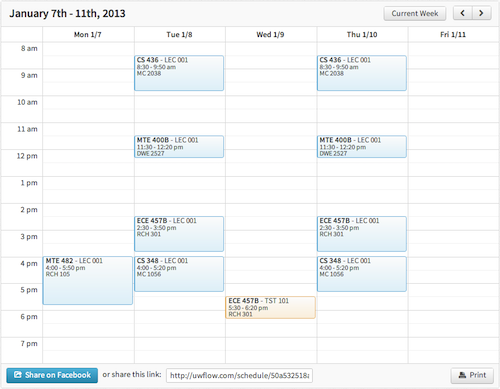 January 7th - 11th, 2013
Current Week
Mon 1/7 Tue 1/8 Wed 1/9 Thu 1/10 Fri 1/11
8 am
CS 436 - LEC 001
8:30 - 9:50 am
MC 2038
CS 436 - LEC 001
8:30 - 9:50 am
MC 2038
9 am
10 am
11 am
MTE 400B - LEC 001
11:30 - 12:20 pm
DWE 2527
MTE 400B - LEC 001
11:30 - 12:20 pm
DWE 2527
12 pm
1 pm
2 pm
ECE 457B - LEC 001
2:30 - 3:50 pm
RCH 301
ECE 457B - LEC 001
2:30 - 3:50 pm
RCH 301
3 pm
4 pm
MTE 482 - LEC 001
4:00 - 5:50 pm
RCH 105
CS 348 - LEC 001
4:00 - 5:20 pm
MC 1056
CS 348 - LEC 001
4:00 - 5:20 pm
MC 1056
5 pm
ECE 457B - TST 101
5:30 - 6:20 pm
RCH 301
6 pm
7 pm
Share on Facebook or share this link: http://uwflow.com/schedule/50a532518 Print